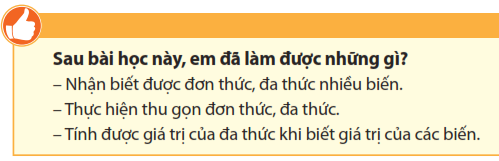 Sau bài học này, em đã làm được những gì?
– Nhận biết được đơn thức, đa thức nhiều biến.
– Thực hiện thu gọn đơn thức, đa thức.
– Tính được giá trị của đa thức khi biết giá trị của các biến.